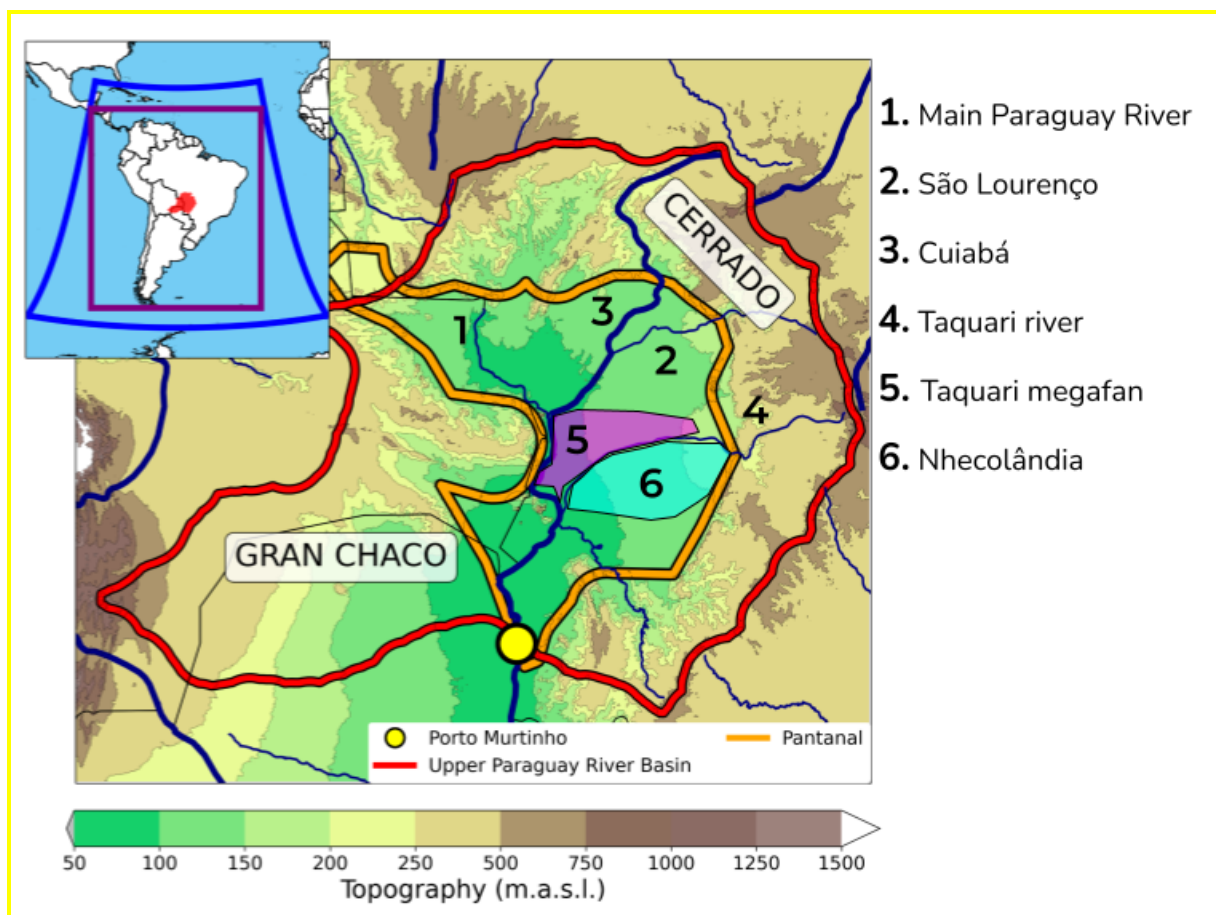 1. Main Paraguay River
2. São Lourenço
3. Cuiabá
4. Taquari river
5. Taquari megafan
6. Nhecolândia
CERRADO
1
3
2
4
5
6
GRAN CHACO
Porto Murtinho
Pantanal
Upper Paraguay River Basin
50 100 150 200 250 500 750 1000 1250 1500
Topography (m.a.s.l.)